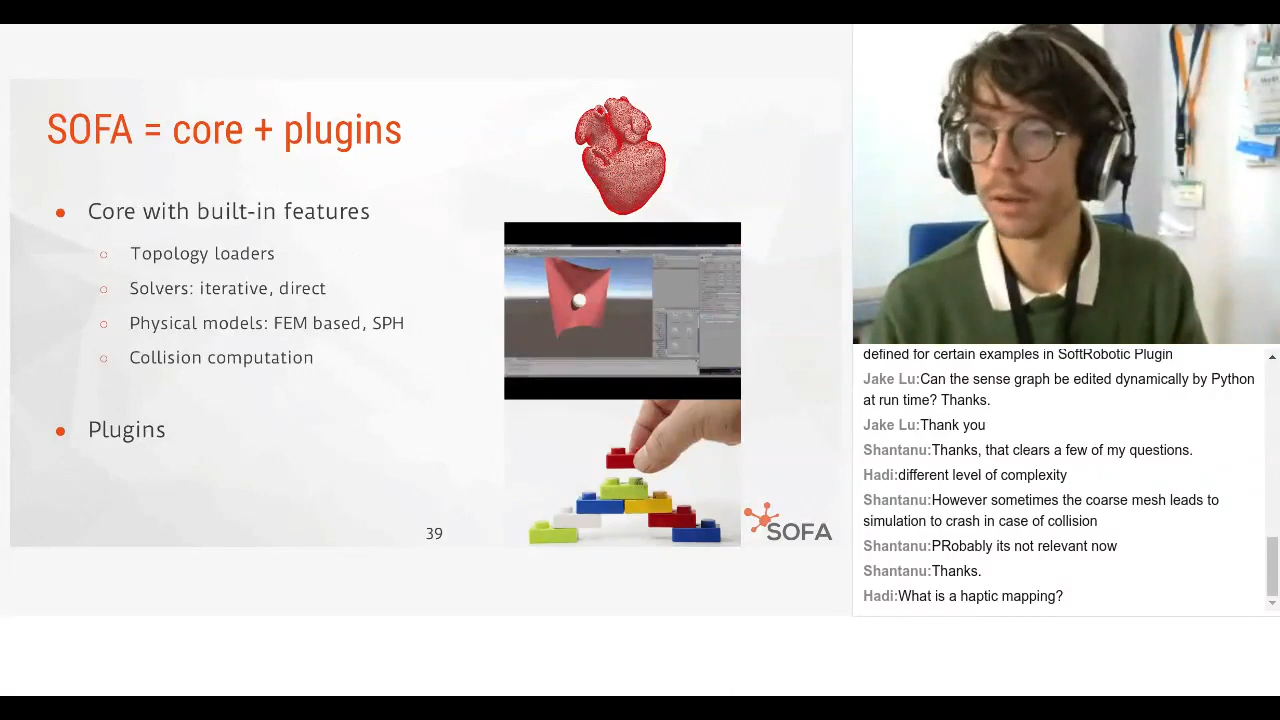 SOFA = core + plugins
Core with built-in features
Topology loaders
Solvers: iterative, direct
Physical models: FEM based, SPH
Collision computation
Plugins
39
SOFA
defined for certain examples in SoftRobotic Plugin
Jake Lu:Can the sense graph be edited dynamically by Python
at run time? Thanks.
Jake Lu:Thank you
Shantanu:Thanks, that clears a few of my questions.
Hadi:different level of complexity
Shantanu:However sometimes the coarse mesh leads to
simulation to crash in case of collision
Shantanu:PRobably its not relevant now
Shantanu:Thanks.
Hadi:What is a haptic mapping?